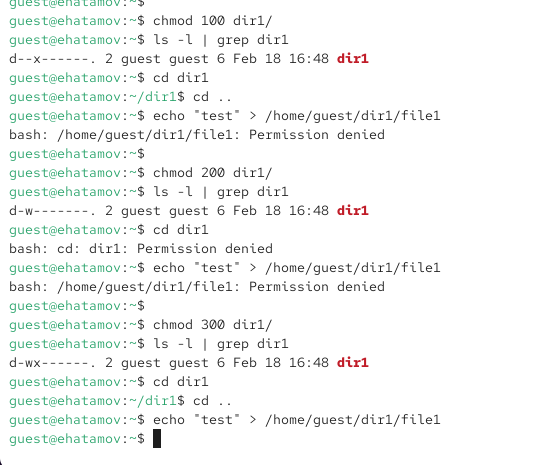 guest@ehatamov:~$
guest@ehatamov:~$ chmod 100 dir1/
guest@ehatamov:~$ ls -l | grep dir1
d--x------. 2 guest guest 6 Feb 18 16:48 dir1
guest@ehatamov:~$ cd dir1
guest@ehatamov:~/dir1$ cd ..
guest@ehatamov:~$ echo "test" > /home/guest/dir1/file1
bash: /home/guest/dir1/file1: Permission denied
guest@ehatamov:~$
guest@ehatamov:~$ chmod 200 dir1/
guest@ehatamov:~$ ls -l | grep dir1
d-w-------. 2 guest guest 6 Feb 18 16:48 dir1
guest@ehatamov:~$ cd dir1
bash: cd: dir1: Permission denied
guest@ehatamov:~$ echo "test" > /home/guest/dir1/file1
bash: /home/guest/dir1/file1: Permission denied
guest@ehatamov:~$
guest@ehatamov:~$ chmod 300 dir1/
guest@ehatamov:~$ ls -l | grep dir1
d-wx------. 2 guest guest 6 Feb 18 16:48 dir1
guest@ehatamov:~$ cd dir1
guest@ehatamov:~/dir1$ cd ..
guest@ehatamov:~$ echo "test" > /home/guest/dir1/file1
guest@ehatamov:~$